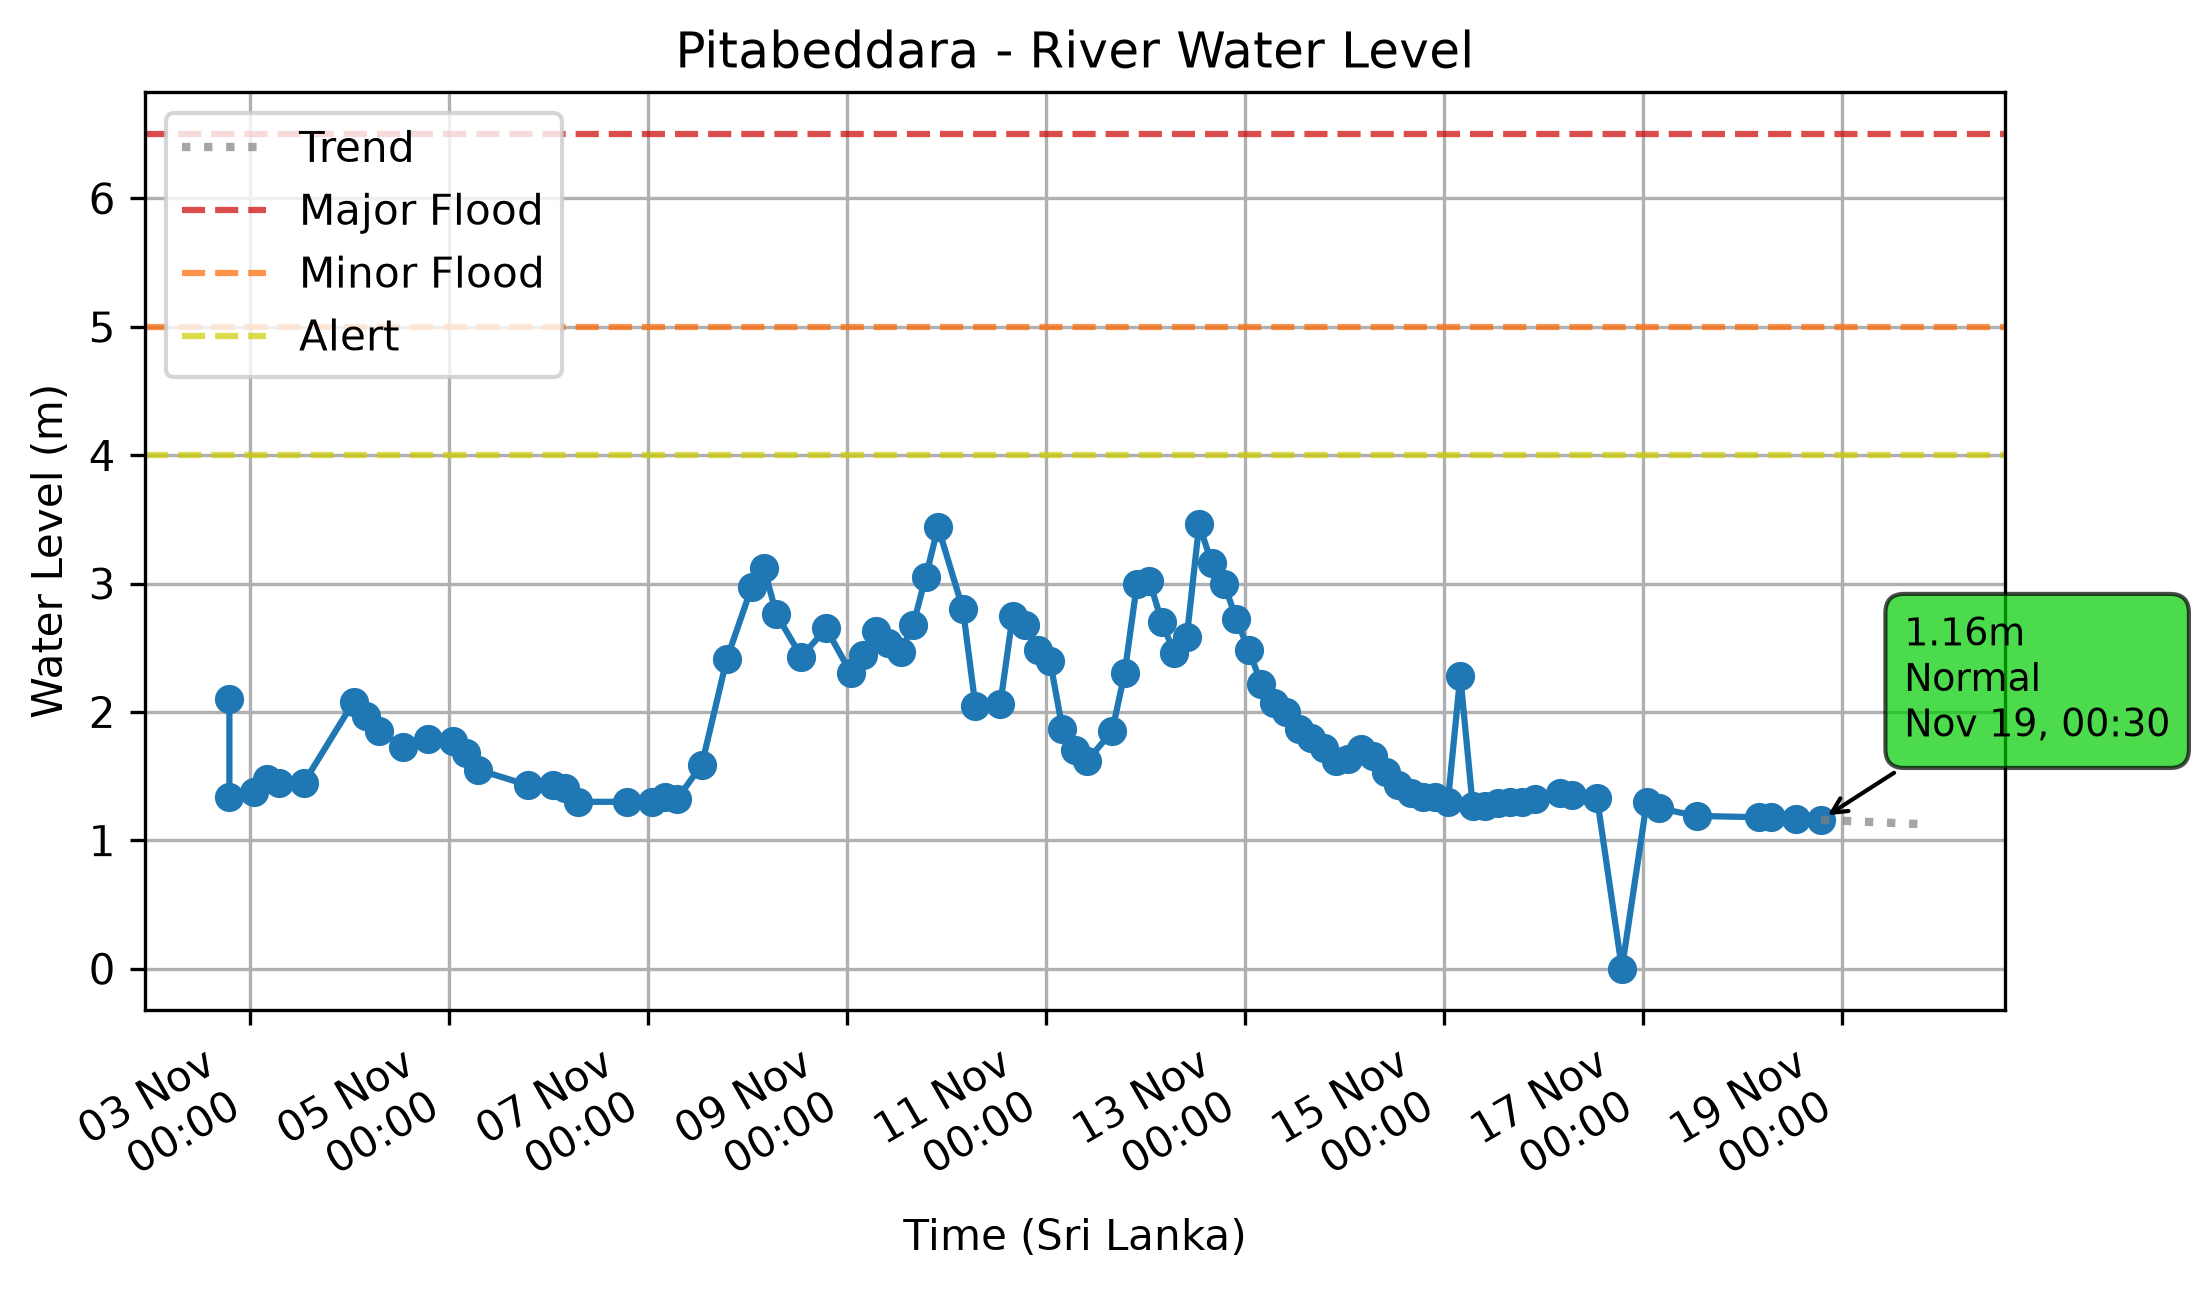 Pitabeddara - River Water Level
Trend
Major Flood
Minor Flood
Alert
Water Level (m)
6
5
4
3
2
1
0
1.16m
Normal
Nov 19, 00:30
03 Nov
00:00
05 Nov
00:00
07 Nov
00:00
09 Nov
00:00
11 Nov
00:00
13 Nov
00:00
15 Nov
00:00
17 Nov
00:00
19 Nov
00:00
Time (Sri Lanka)